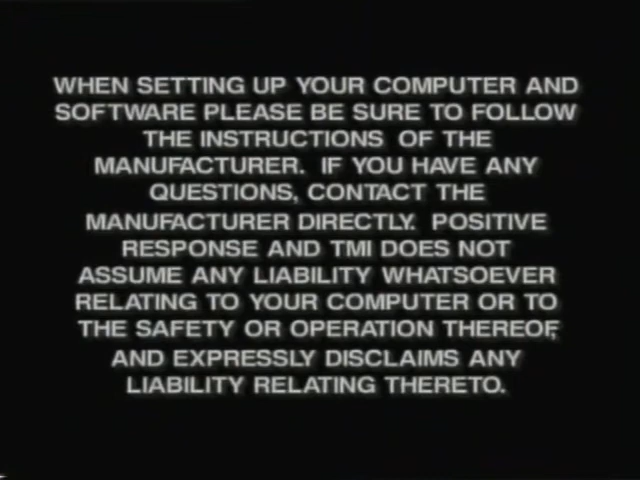 WHEN SETTING UP YOUR COMPUTER AND
SOFTWARE PLEASE BE SURE TO FOLLOW
THE INSTRUCTIONS OF THE
MANUFACTURER. IF YOU HAVE ANY
QUESTIONS, CONTACT THE
MANUFACTURER DIRECTLY. POSITIVE
RESPONSE AND TMI DOES NOT
ASSUME ANY LIABILITY WHATSOEVER
RELATING TO YOUR COMPUTER OR TO
THE SAFETY OR OPERATION THEREOF,
AND EXPRESSLY DISCLAIMS ANY
LIABILITY RELATING THERETO.